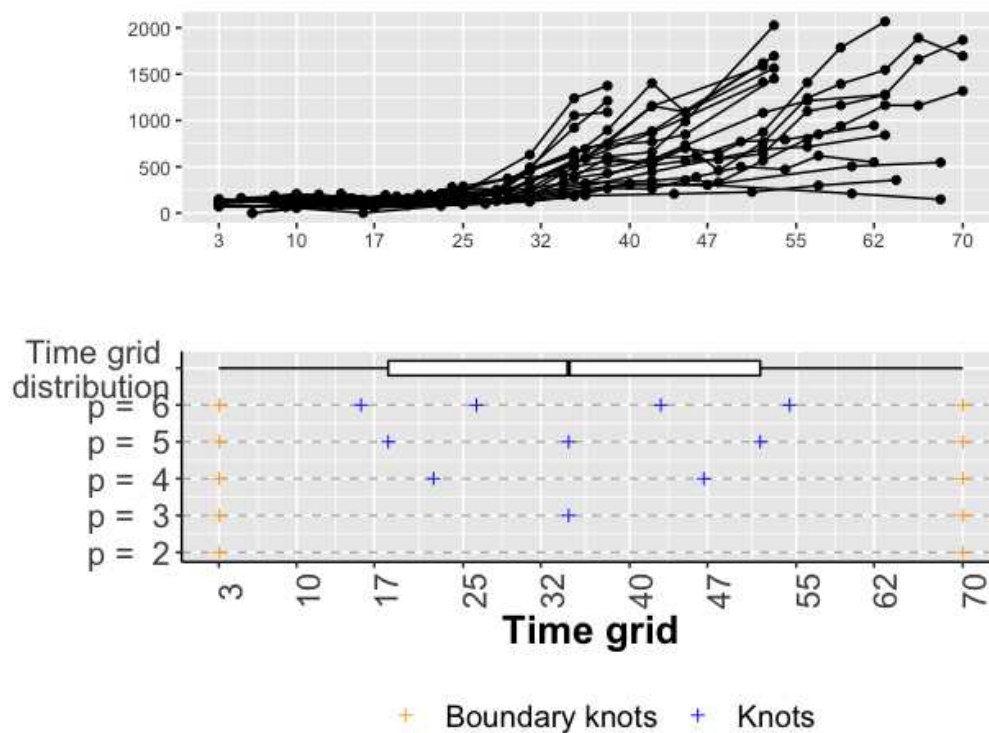 2000
1500
1000
500
0
3 10 17 25 32 40 47 55 62 70
Time grid
distribution
p = 6
p = 5
p = 4
p = 3
p = 2
3 10 17 25 32 40 47 55 62 70
Time grid
Boundary knots Knots